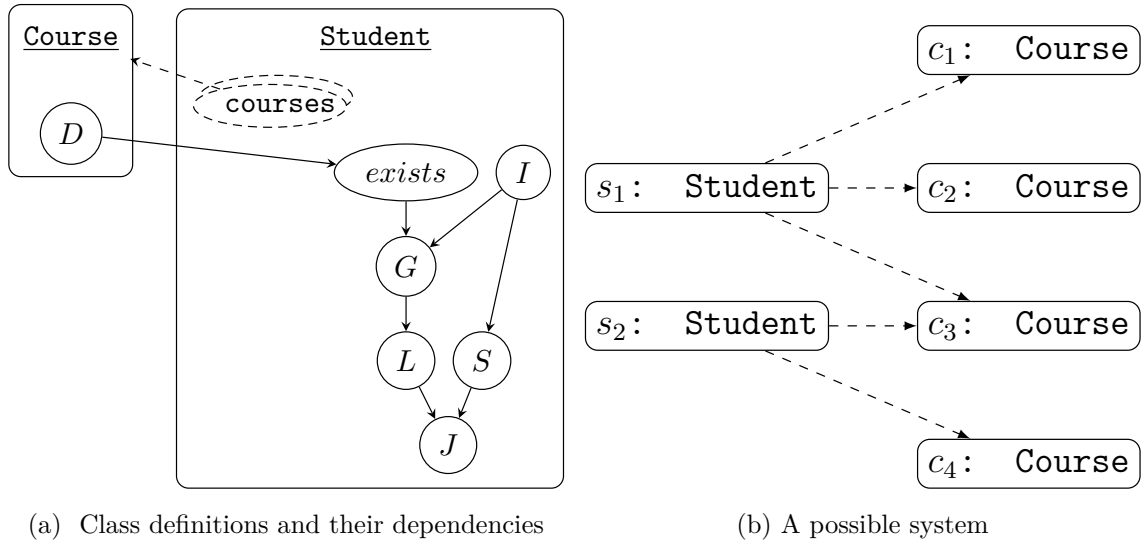 Course
Student
courses
D
exists
I
G
L
S
J
(a) Class definitions and their dependencies
c1: Course
s1: Student
c2: Course
s2: Student
c3: Course
c4: Course
(b) A possible system